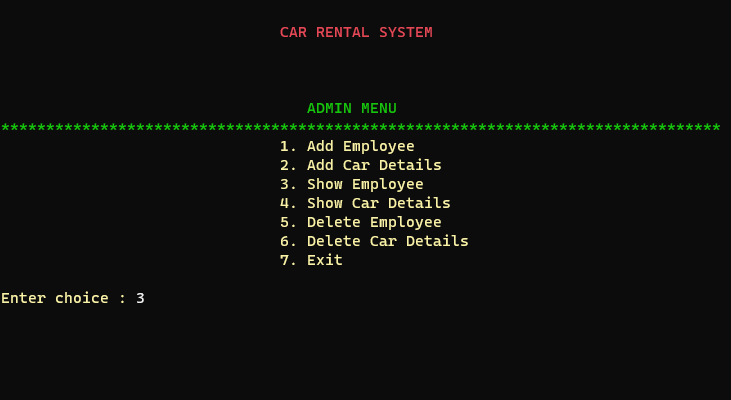 CAR RENTAL SYSTEM
ADMIN MENU
********************************************************************************
1. Add Employee
2. Add Car Details
3. Show Employee
4. Show Car Details
5. Delete Employee
6. Delete Car Details
7. Exit
Enter choice : 3